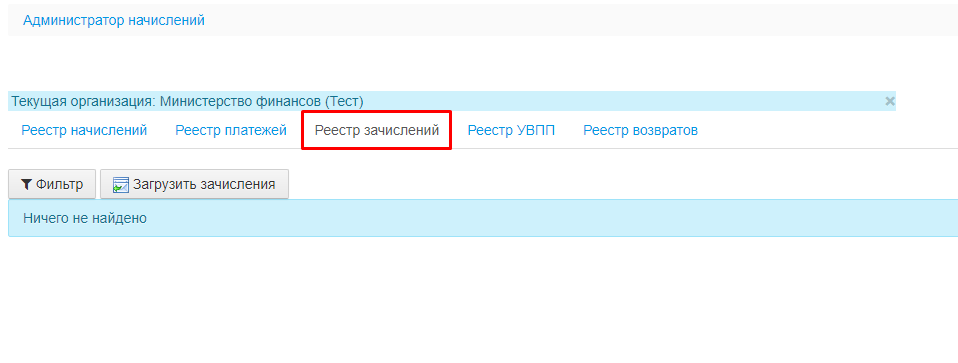 Администратор начислений
Текущая организация: Министерство финансов (Тест)
Реестр начислений Реестр платежей Реестр зачислений Реестр УВПП Реестр возвратов
Фильтр Загрузить зачисления
Ничего не найдено